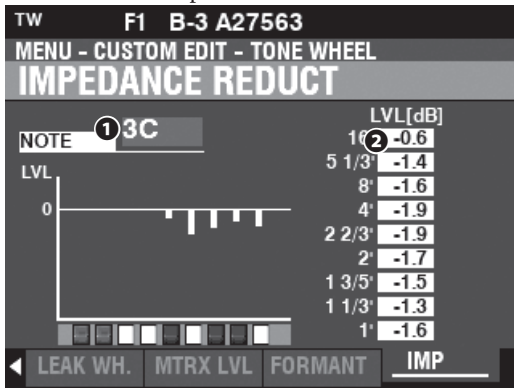 TW F1 B-3 A27563
MENU - CUSTOM EDIT - TONE WHEEL
IMPEDANCE REDUCT
LVL[dB]
NOTE 1 3C
16' 2 -0.6
5 1/3' -1.4
LVL
8' -1.6
0
4' -1.9
2 2/3' -1.9
2' -1.7
1 3/5' -1.5
1 1/3' -1.3
1' -1.6
LEAK WH. MTRX LVL FORMANT IMP